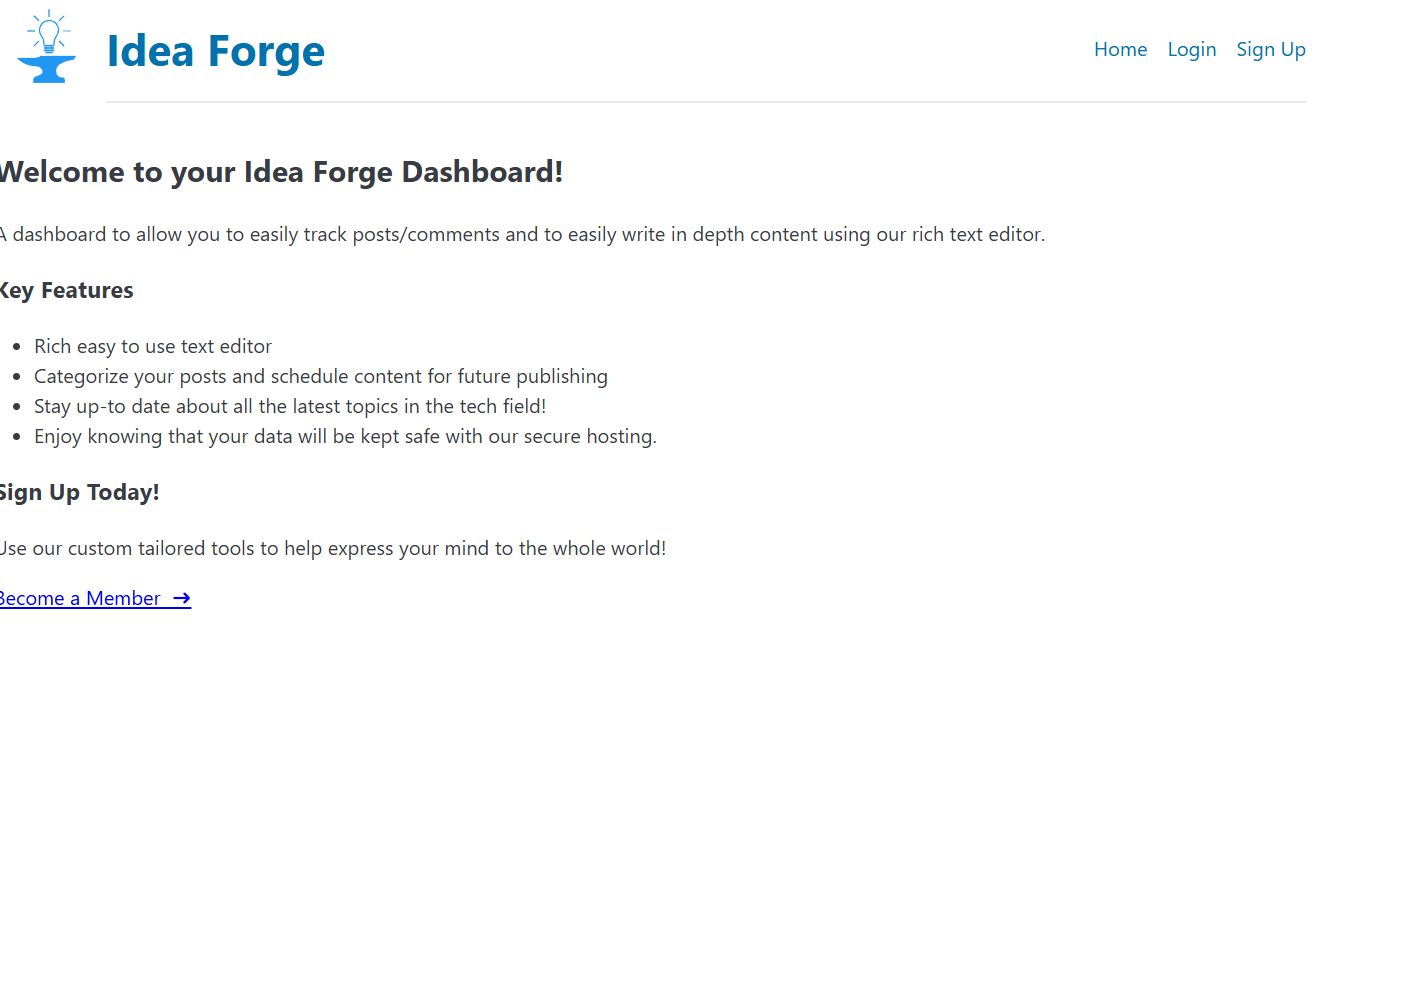 Idea Forge
Home Login Sign Up
Welcome to your Idea Forge Dashboard!
A dashboard to allow you to easily track posts/comments and to easily write in depth content using our rich text editor.
Key Features
• Rich easy to use text editor
• Categorize your posts and schedule content for future publishing
• Stay up-to date about all the latest topics in the tech field!
• Enjoy knowing that your data will be kept safe with our secure hosting.
Sign Up Today!
Use our custom tailored tools to help express your mind to the whole world!
Become a Member →